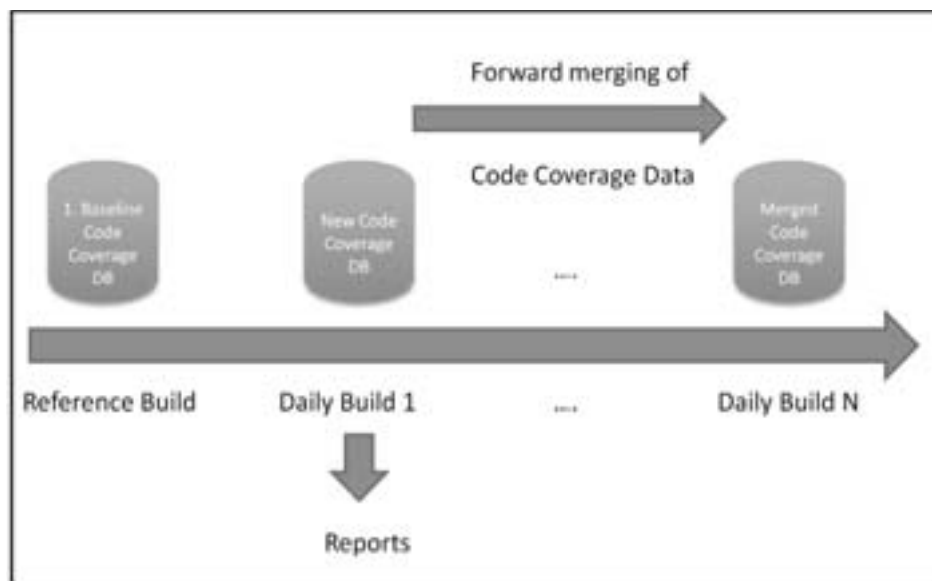 Forward merging of
Code Coverage Data
1. Baseline
Code
Coverage
DB
New Code
Coverage
DB
....
Merged
Code
Coverage
DB
Reference Build
Daily Build 1
....
Daily Build N
Reports